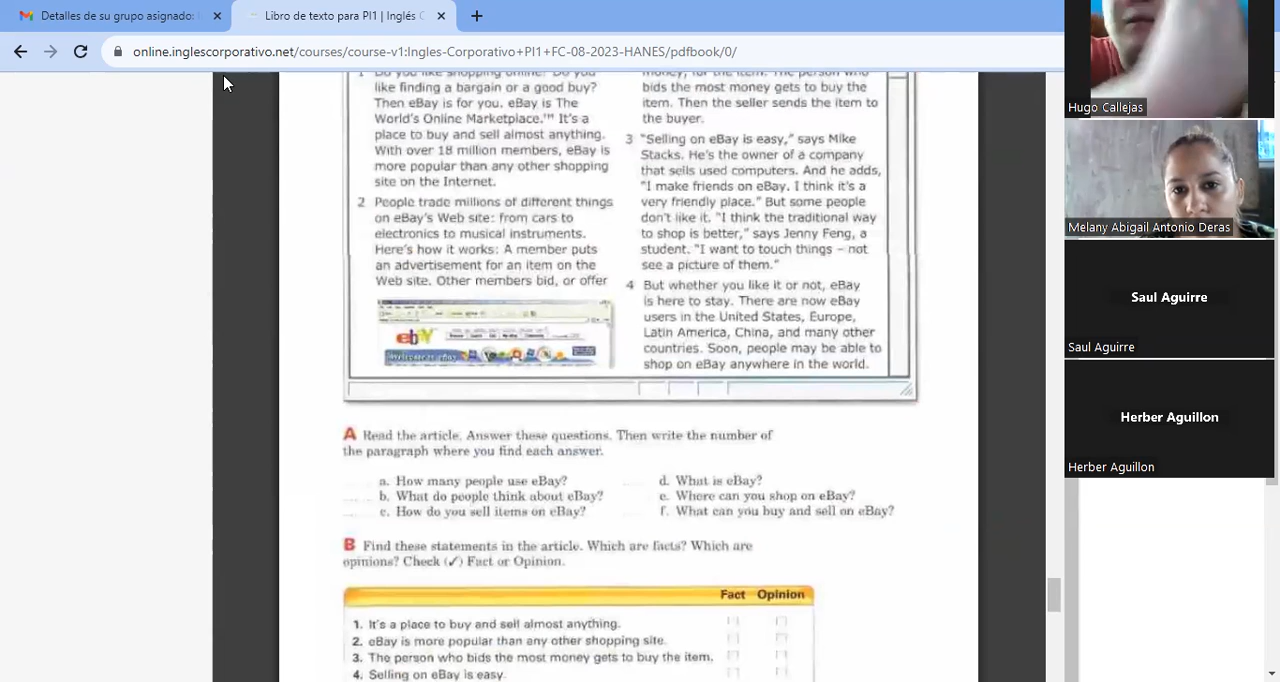 Detalles de su grupo asignado:
Libro de texto para PI1 | Inglés C
online.inglescorporativo.net/courses/course-v1:Ingles-Corporativo+PI1+FC-08-2023-HANES/pdfbook/0/
1 Do you like shopping online? Do you
like finding a bargain or a good buy?
Then eBay is for you. eBay is The
World's Online Marketplace.™ It's a
place to buy and sell almost anything.
With over 18 million members, eBay is
more popular than any other shopping
site on the Internet.
2 People trade millions of different things
on eBay's Web site: from cars to
electronics to musical instruments.
Here's how it works: A member puts
an advertisement for an item on the
Web site. Other members bid, or offer
money, for the item. The person who
bids the most money gets to buy the
item. Then the seller sends the item to
the buyer.
3 "Selling on eBay is easy," says Mike
Stacks. He's the owner of a company
that sells used computers. And he adds,
"I make friends on eBay. I think it's a
very friendly place." But some people
don't like it. "I think the traditional way
to shop is better," says Jenny Feng, a
student. "I want to touch things – not
see a picture of them."
4 But whether you like it or not, eBay
is here to stay. There are now eBay
users in the United States, Europe,
Latin America, China, and many other
countries. Soon, people may be able to
shop on eBay anywhere in the world.
ebY
A Read the article. Answer these questions. Then write the number of
the paragraph where you find each answer.
a. How many people use eBay?
b. What do people think about eBay?
c. How do you sell items on eBay?
d. What is eBay?
e. Where can you shop on eBay?
f. What can you buy and sell on eBay?
B Find these statements in the article. Which are facts? Which are
opinions? Check (✓) Fact or Opinion.
Fact Opinion
1. It's a place to buy and sell almost anything.
2. eBay is more popular than any other shopping site.
3. The person who bids the most money gets to buy the item.
4. Selling on eBay is easy.
Hugo Callejas
Melany Abigail Antonio Deras
Saul Aguirre
Saul Aguirre
Herber Aguillon
Herber Aguillon